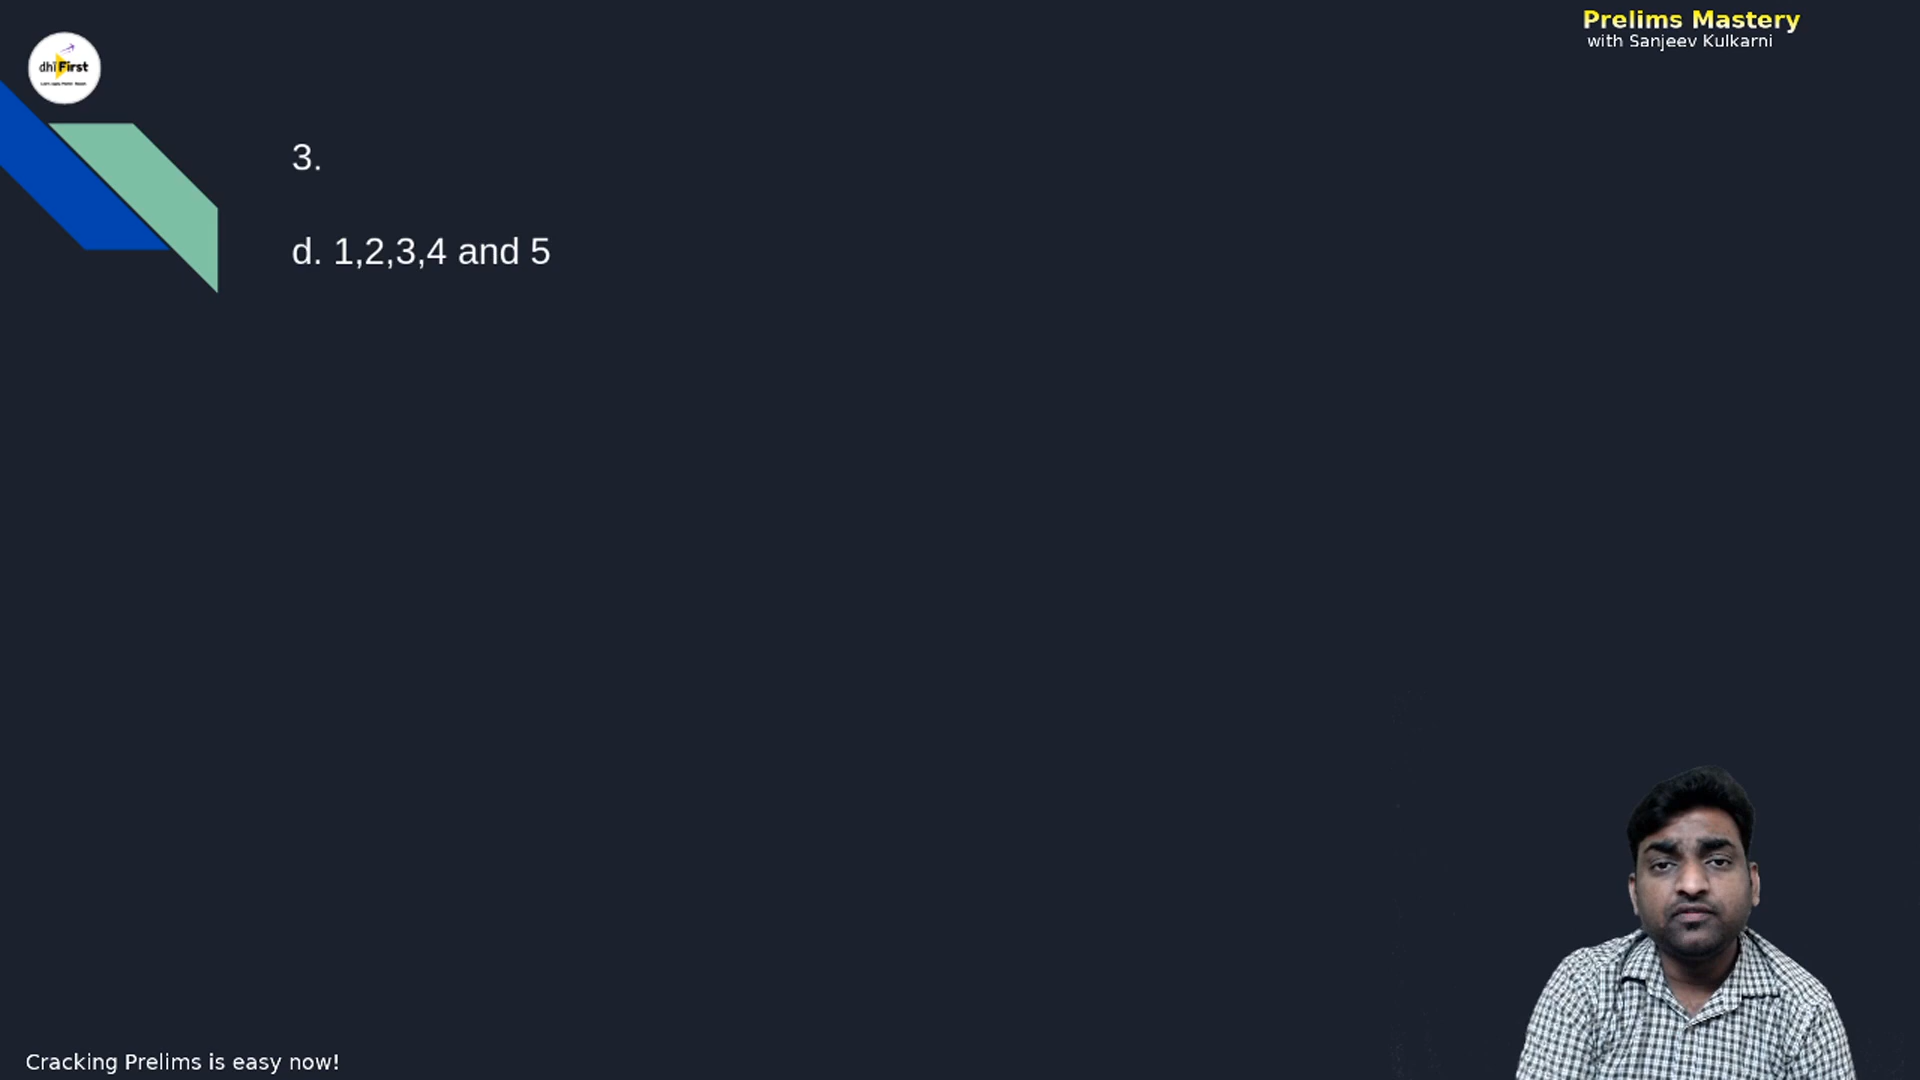 Prelims Mastery
with Sanjeev Kulkarni
dhiFirst
3.
d. 1,2,3,4 and 5
Cracking Prelims is easy now!